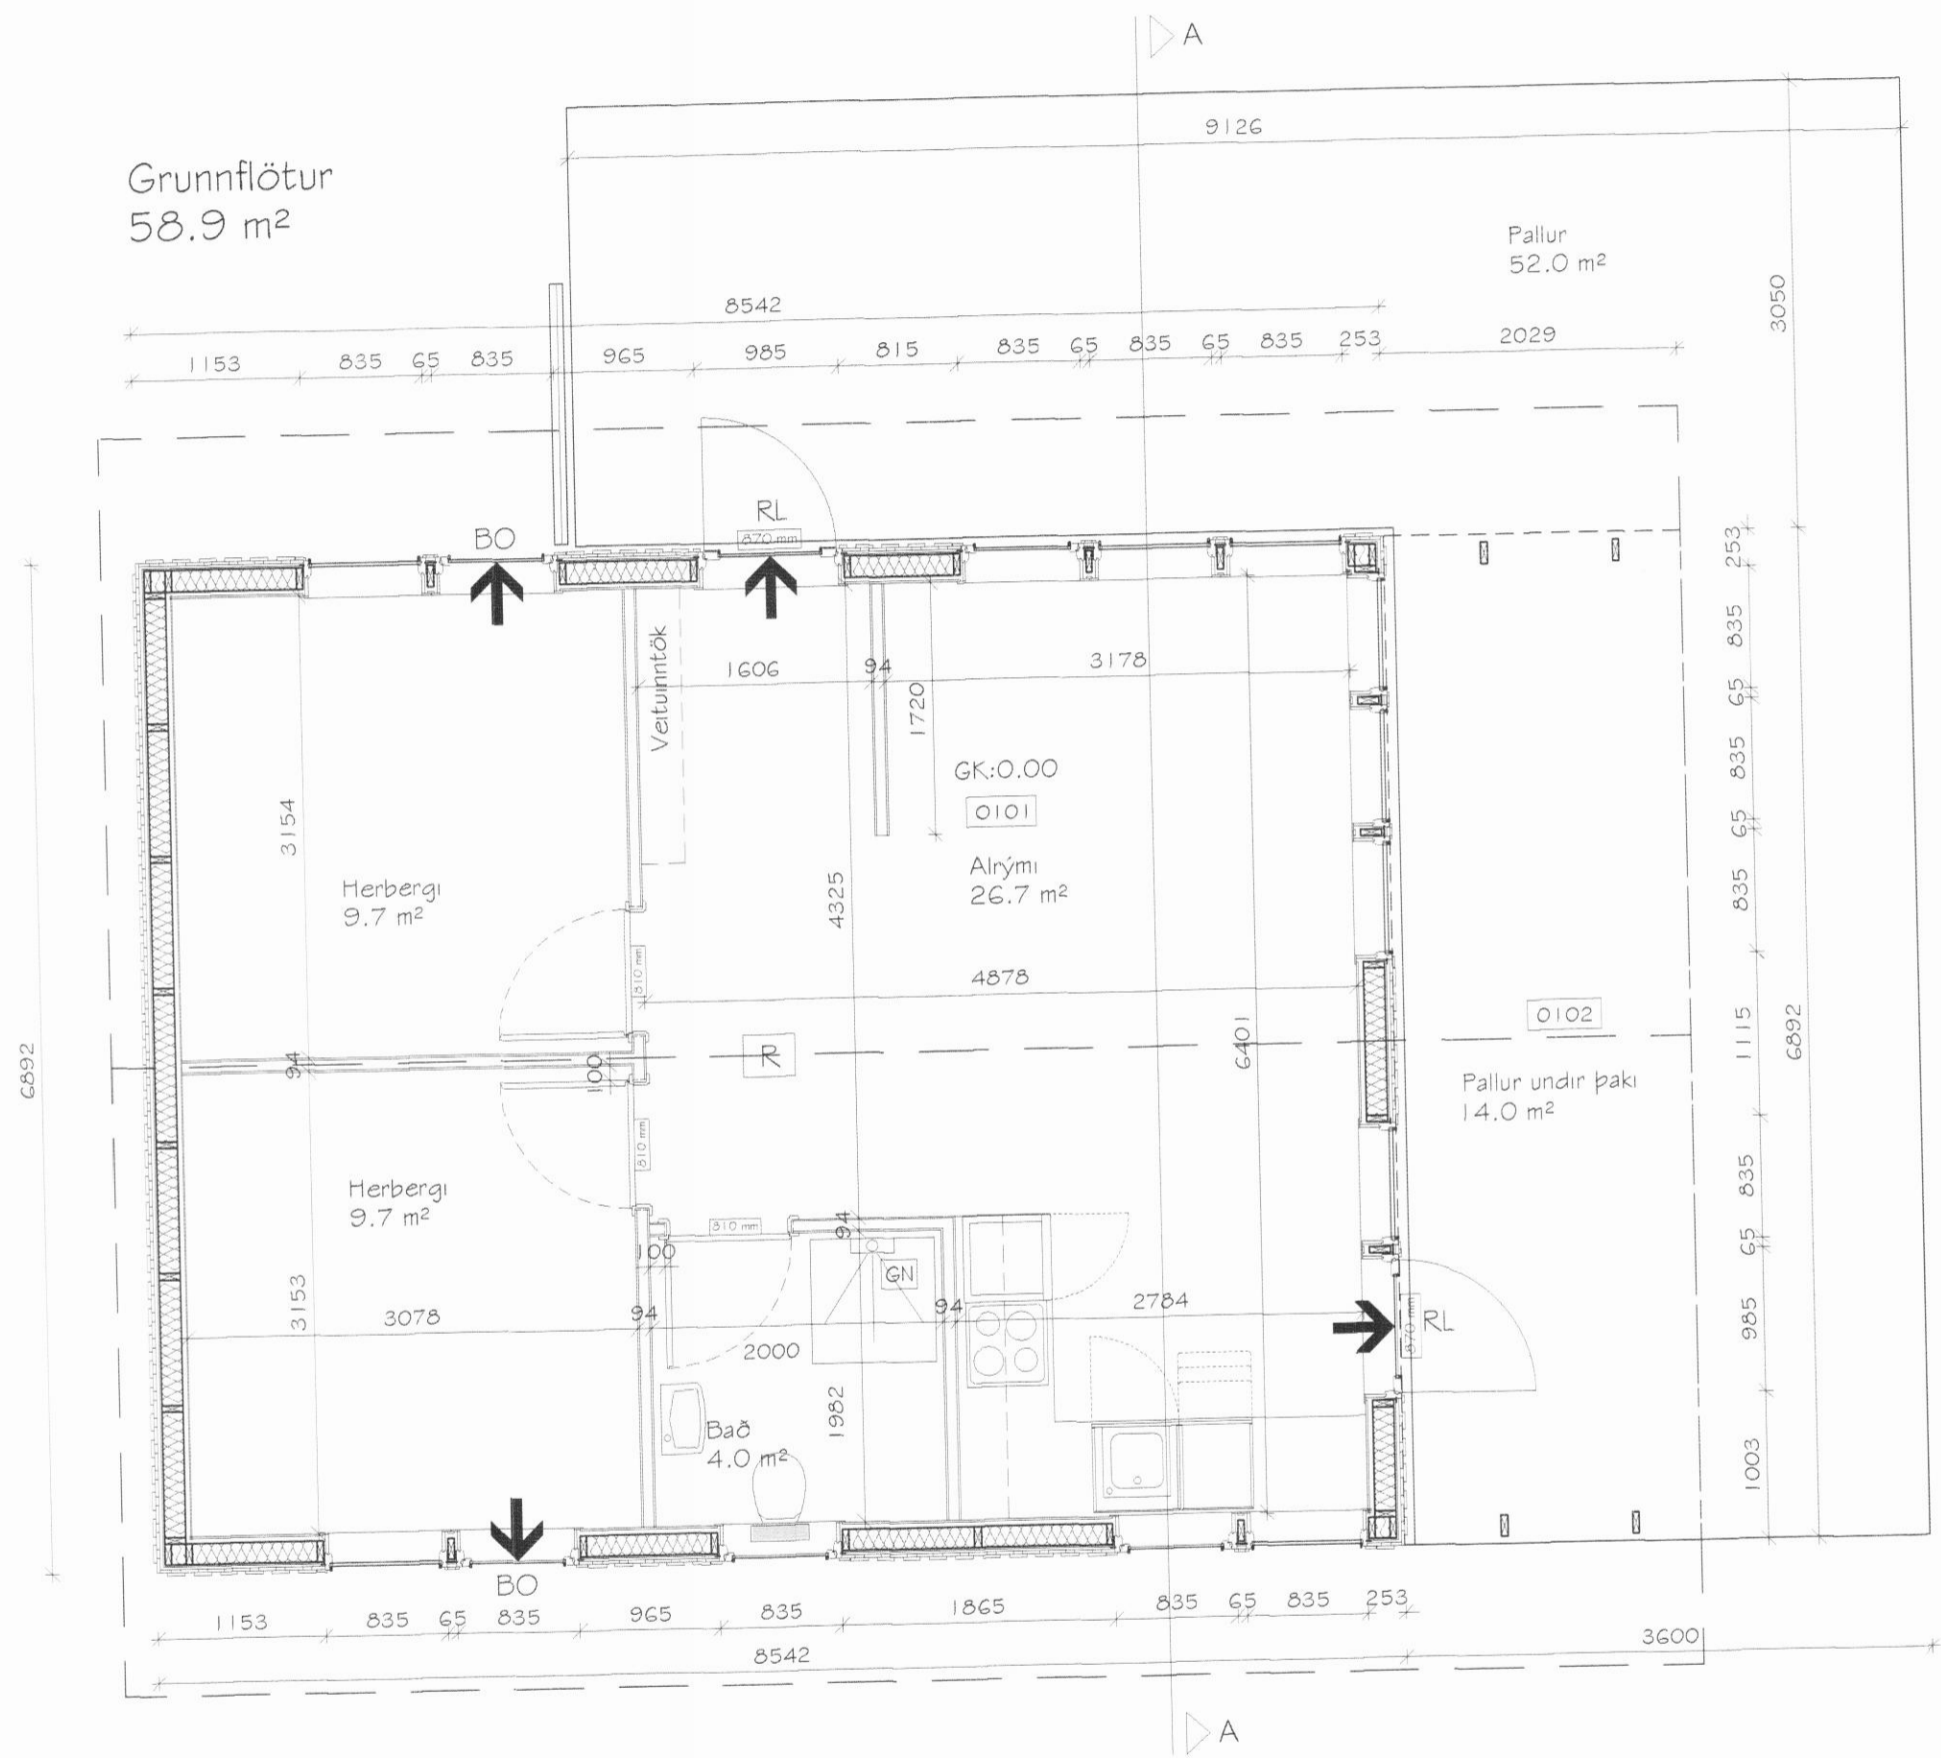 A
9126
Grunnflötur
58.9 m²
Pallur
52.0 m²
3050
8542
1153 835 65 835 965 985 815 835 65 835 65 835 253 2029
BO
RL
870 mm
253
835
65
835
65
835
1115
835
65
985
1003
6892
6892
Veituinntök
1606 94 3178
1720
GK:0.00
0101
Alrými
26.7 m²
3154
Herbergi
9.7 m²
4325
810 mm
4878
6401
0102
94
100
R
Pallur undir þaki
14.0 m²
810 mm
Herbergi
9.7 m²
810 mm
94
100
GN
3153
3078 94 2000 94 2784
870 mm
RL
1982
Bað
4.0 m²
BO
1153 835 65 835 965 835 1865 835 65 835 253
8542
3600
A